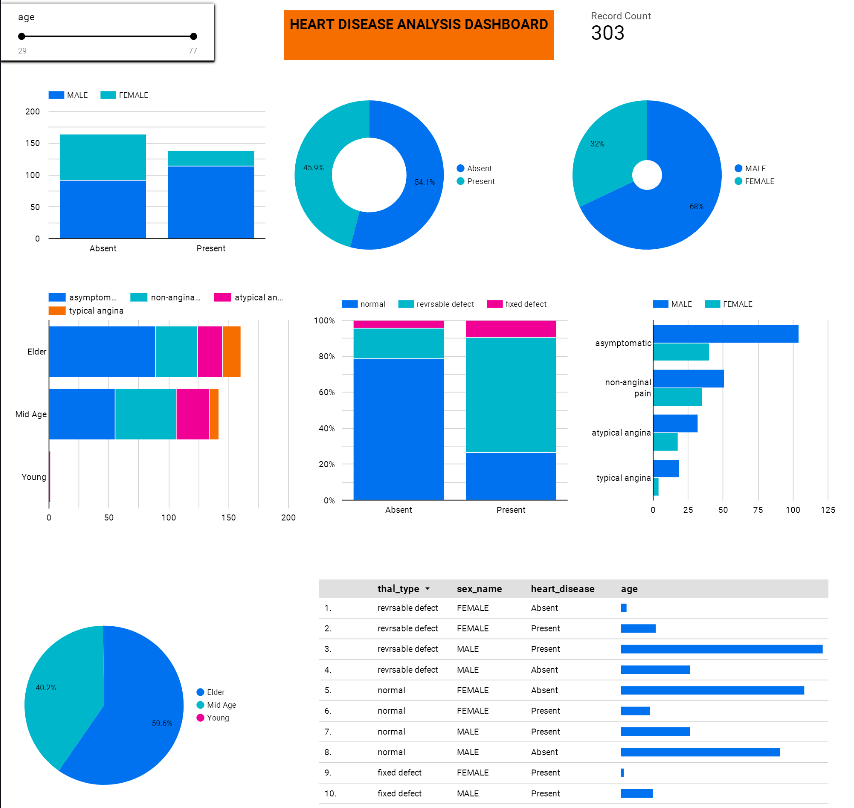 age
29 77
HEART DISEASE ANALYSIS DASHBOARD
Record Count
303
MALE FEMALE
200
150
100
50
0
Absent Present
45.9%
54.1%
Absent
Present
32%
68%
MALE
FEMALE
asymptom... non-angina... atypical an...
typical angina
Elder
Mid Age
Young
0 50 100 150 200
normal revrsable defect fixed defect
100%
80%
60%
40%
20%
0%
Absent Present
MALE FEMALE
asymptomatic
non-anginal
pain
atypical angina
typical angina
0 25 50 75 100 125
40.2%
59.6%
Elder
Mid Age
Young
thal_type sex_name heart_disease age
1. revrsable defect FEMALE Absent
2. revrsable defect FEMALE Present
3. revrsable defect MALE Present
4. revrsable defect MALE Absent
5. normal FEMALE Absent
6. normal FEMALE Present
7. normal MALE Present
8. normal MALE Absent
9. fixed defect FEMALE Present
10. fixed defect MALE Present